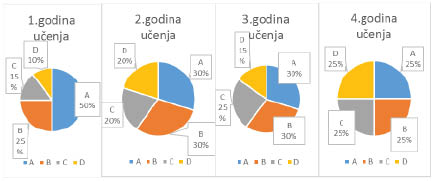 1.godina
učenja
D
10%
C
15
%
A
50%
B
25
%
A B C D
2.godina
učenja
D
20%
A
30%
C
20%
B
30%
A B C D
3.godina
učenja
D
15
%
A
30%
C
25
%
B
30%
A B C D
4.godina
učenja
D
25%
A
25%
C
25%
B
25%
A B C D